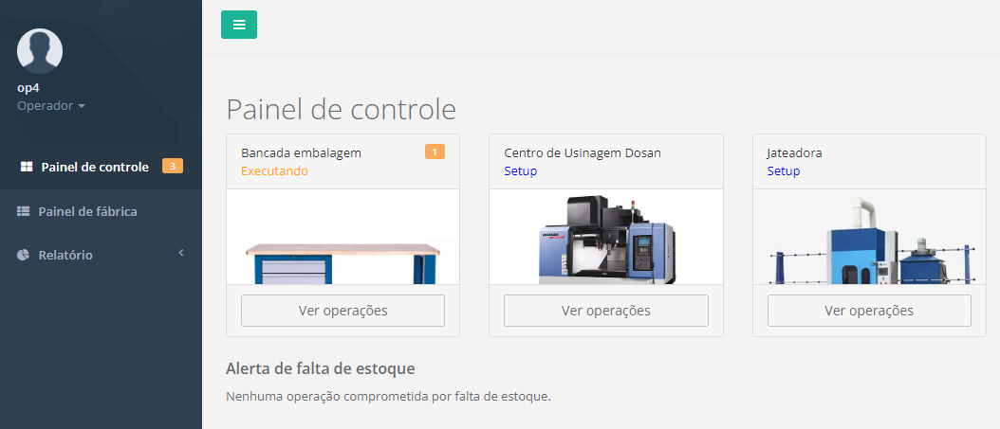 op4
Operador
Painel de controle 3
Painel de fábrica
Relatório
Painel de controle
Bancada embalagem 1
Executando
Ver operações
Centro de Usinagem Dosan
Setup
Ver operações
Jateadora
Setup
Ver operações
Alerta de falta de estoque
Nenhuma operação comprometida por falta de estoque.